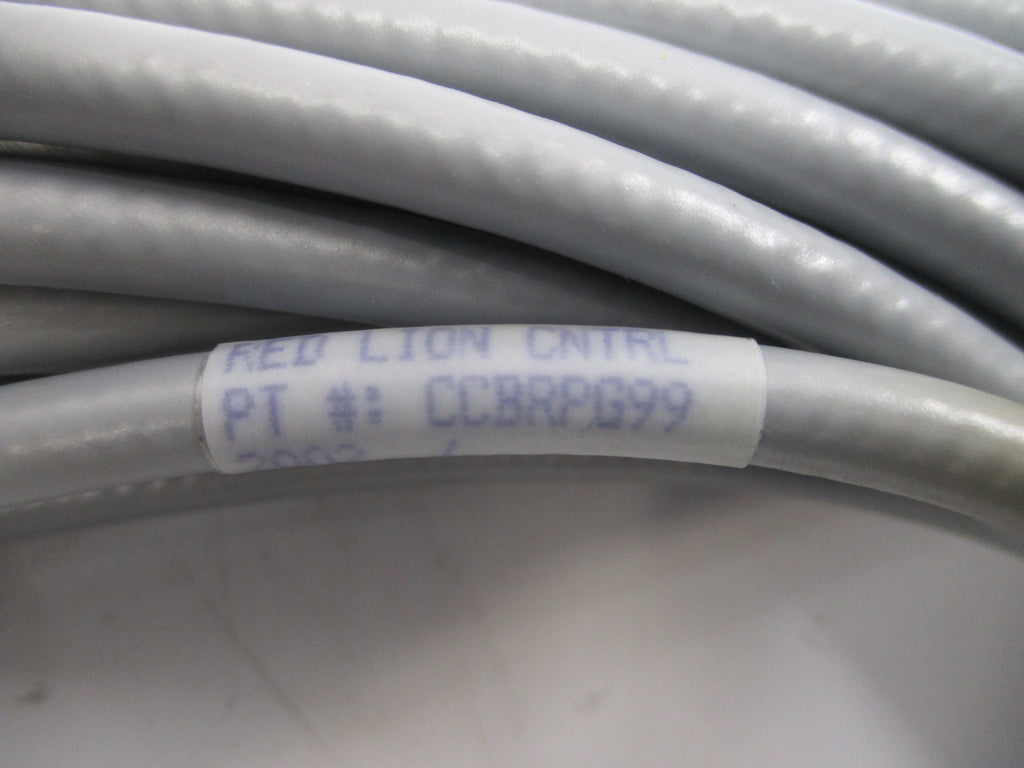 RED LION CNTRL
PT #: CCBRPG99